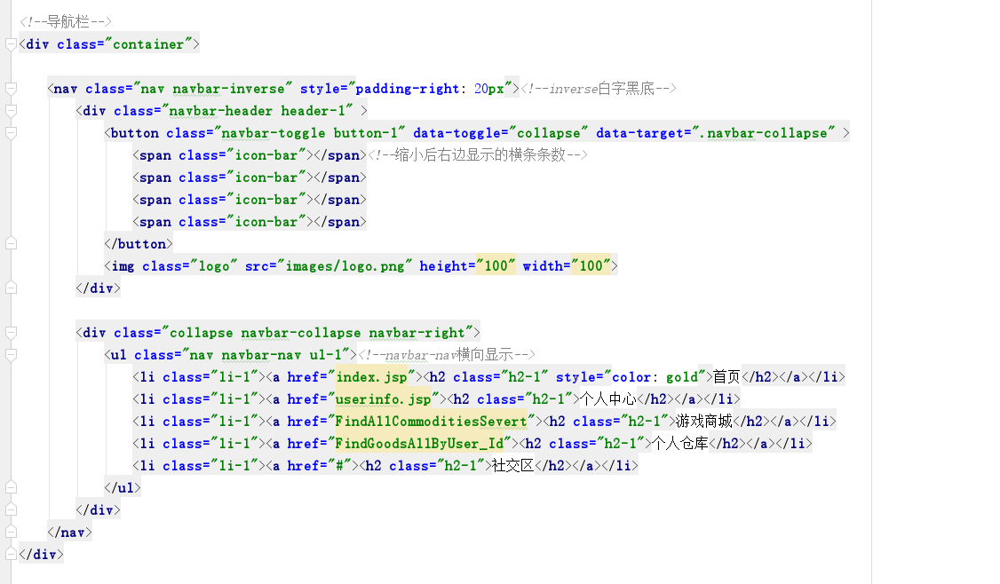 <!--导航栏-->
<div class="container">
<nav class="nav navbar-inverse" style="padding-right: 20px"><!--inverse白字黑底-->
<div class="navbar-header header-1" >
<button class="navbar-toggle button-1" data-toggle="collapse" data-target=".navbar-collapse" >
<span class="icon-bar"></span><!--缩小后右边显示的横条条数-->
<span class="icon-bar"></span>
<span class="icon-bar"></span>
<span class="icon-bar"></span>
</button>
<img class="logo" src="images/logo.png" height="100" width="100">
</div>
<div class="collapse navbar-collapse navbar-right">
<ul class="nav navbar-nav ul-1"><!--navbar-nav横向显示-->
<li class="li-1"><a href="index.jsp"><h2 class="h2-1" style="color: gold">首页</h2></a></li>
<li class="li-1"><a href="userinfo.jsp"><h2 class="h2-1">个人中心</h2></a></li>
<li class="li-1"><a href="FindAllCommoditiesSevert"><h2 class="h2-1">游戏商城</h2></a></li>
<li class="li-1"><a href="FindGoodsAllByUser_Id"><h2 class="h2-1">个人仓库</h2></a></li>
<li class="li-1"><a href="#"><h2 class="h2-1">社交区</h2></a></li>
</ul>
</div>
</nav>
</div>